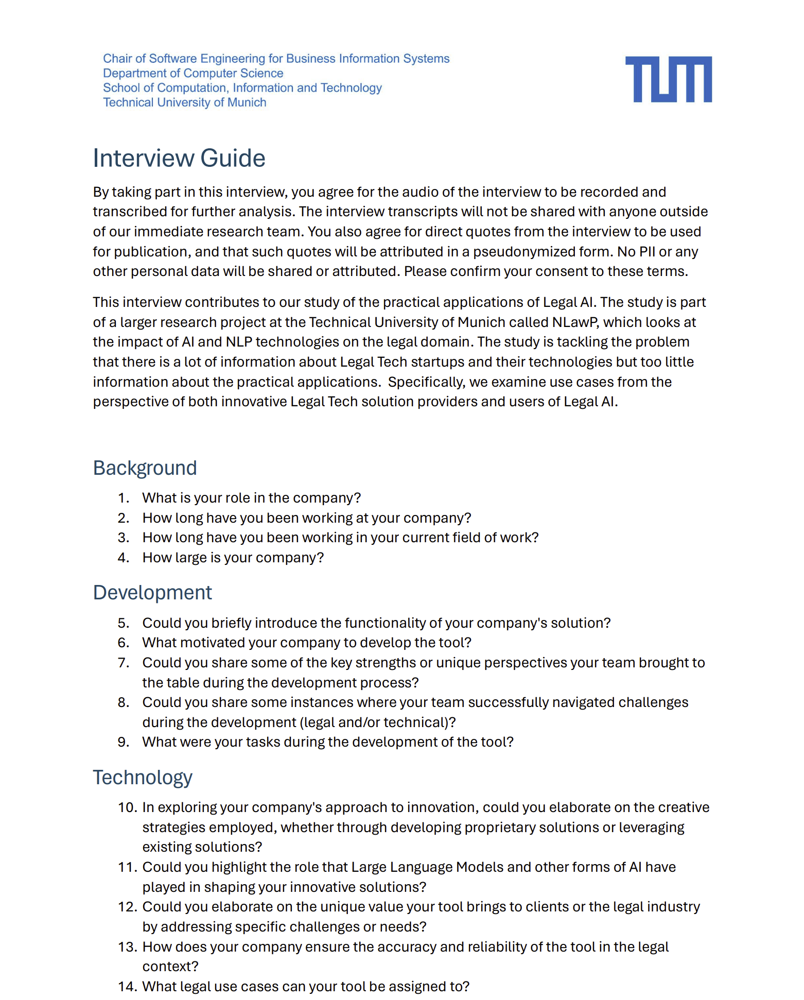 Chair of Software Engineering for Business Information Systems
Department of Computer Science
School of Computation, Information and Technology
Technical University of Munich
TUM
Interview Guide
By taking part in this interview, you agree for the audio of the interview to be recorded and
transcribed for further analysis. The interview transcripts will not be shared with anyone outside
of our immediate research team. You also agree for direct quotes from the interview to be used
for publication, and that such quotes will be attributed in a pseudonymized form. No PII or any
other personal data will be shared or attributed. Please confirm your consent to these terms.
This interview contributes to our study of the practical applications of Legal AI. The study is part
of a larger research project at the Technical University of Munich called NLawP, which looks at
the impact of AI and NLP technologies on the legal domain. The study is tackling the problem
that there is a lot of information about Legal Tech startups and their technologies but too little
information about the practical applications.  Specifically, we examine use cases from the
perspective of both innovative Legal Tech solution providers and users of Legal AI.
Background
1. What is your role in the company?
2. How long have you been working at your company?
3. How long have you been working in your current field of work?
4. How large is your company?
Development
5. Could you briefly introduce the functionality of your company's solution?
6. What motivated your company to develop the tool?
7. Could you share some of the key strengths or unique perspectives your team brought to
the table during the development process?
8. Could you share some instances where your team successfully navigated challenges
during the development (legal and/or technical)?
9. What were your tasks during the development of the tool?
Technology
10. In exploring your company's approach to innovation, could you elaborate on the creative
strategies employed, whether through developing proprietary solutions or leveraging
existing solutions?
11. Could you highlight the role that Large Language Models and other forms of AI have
played in shaping your innovative solutions?
12. Could you elaborate on the unique value your tool brings to clients or the legal industry
by addressing specific challenges or needs?
13. How does your company ensure the accuracy and reliability of the tool in the legal
context?
14. What legal use cases can your tool be assigned to?